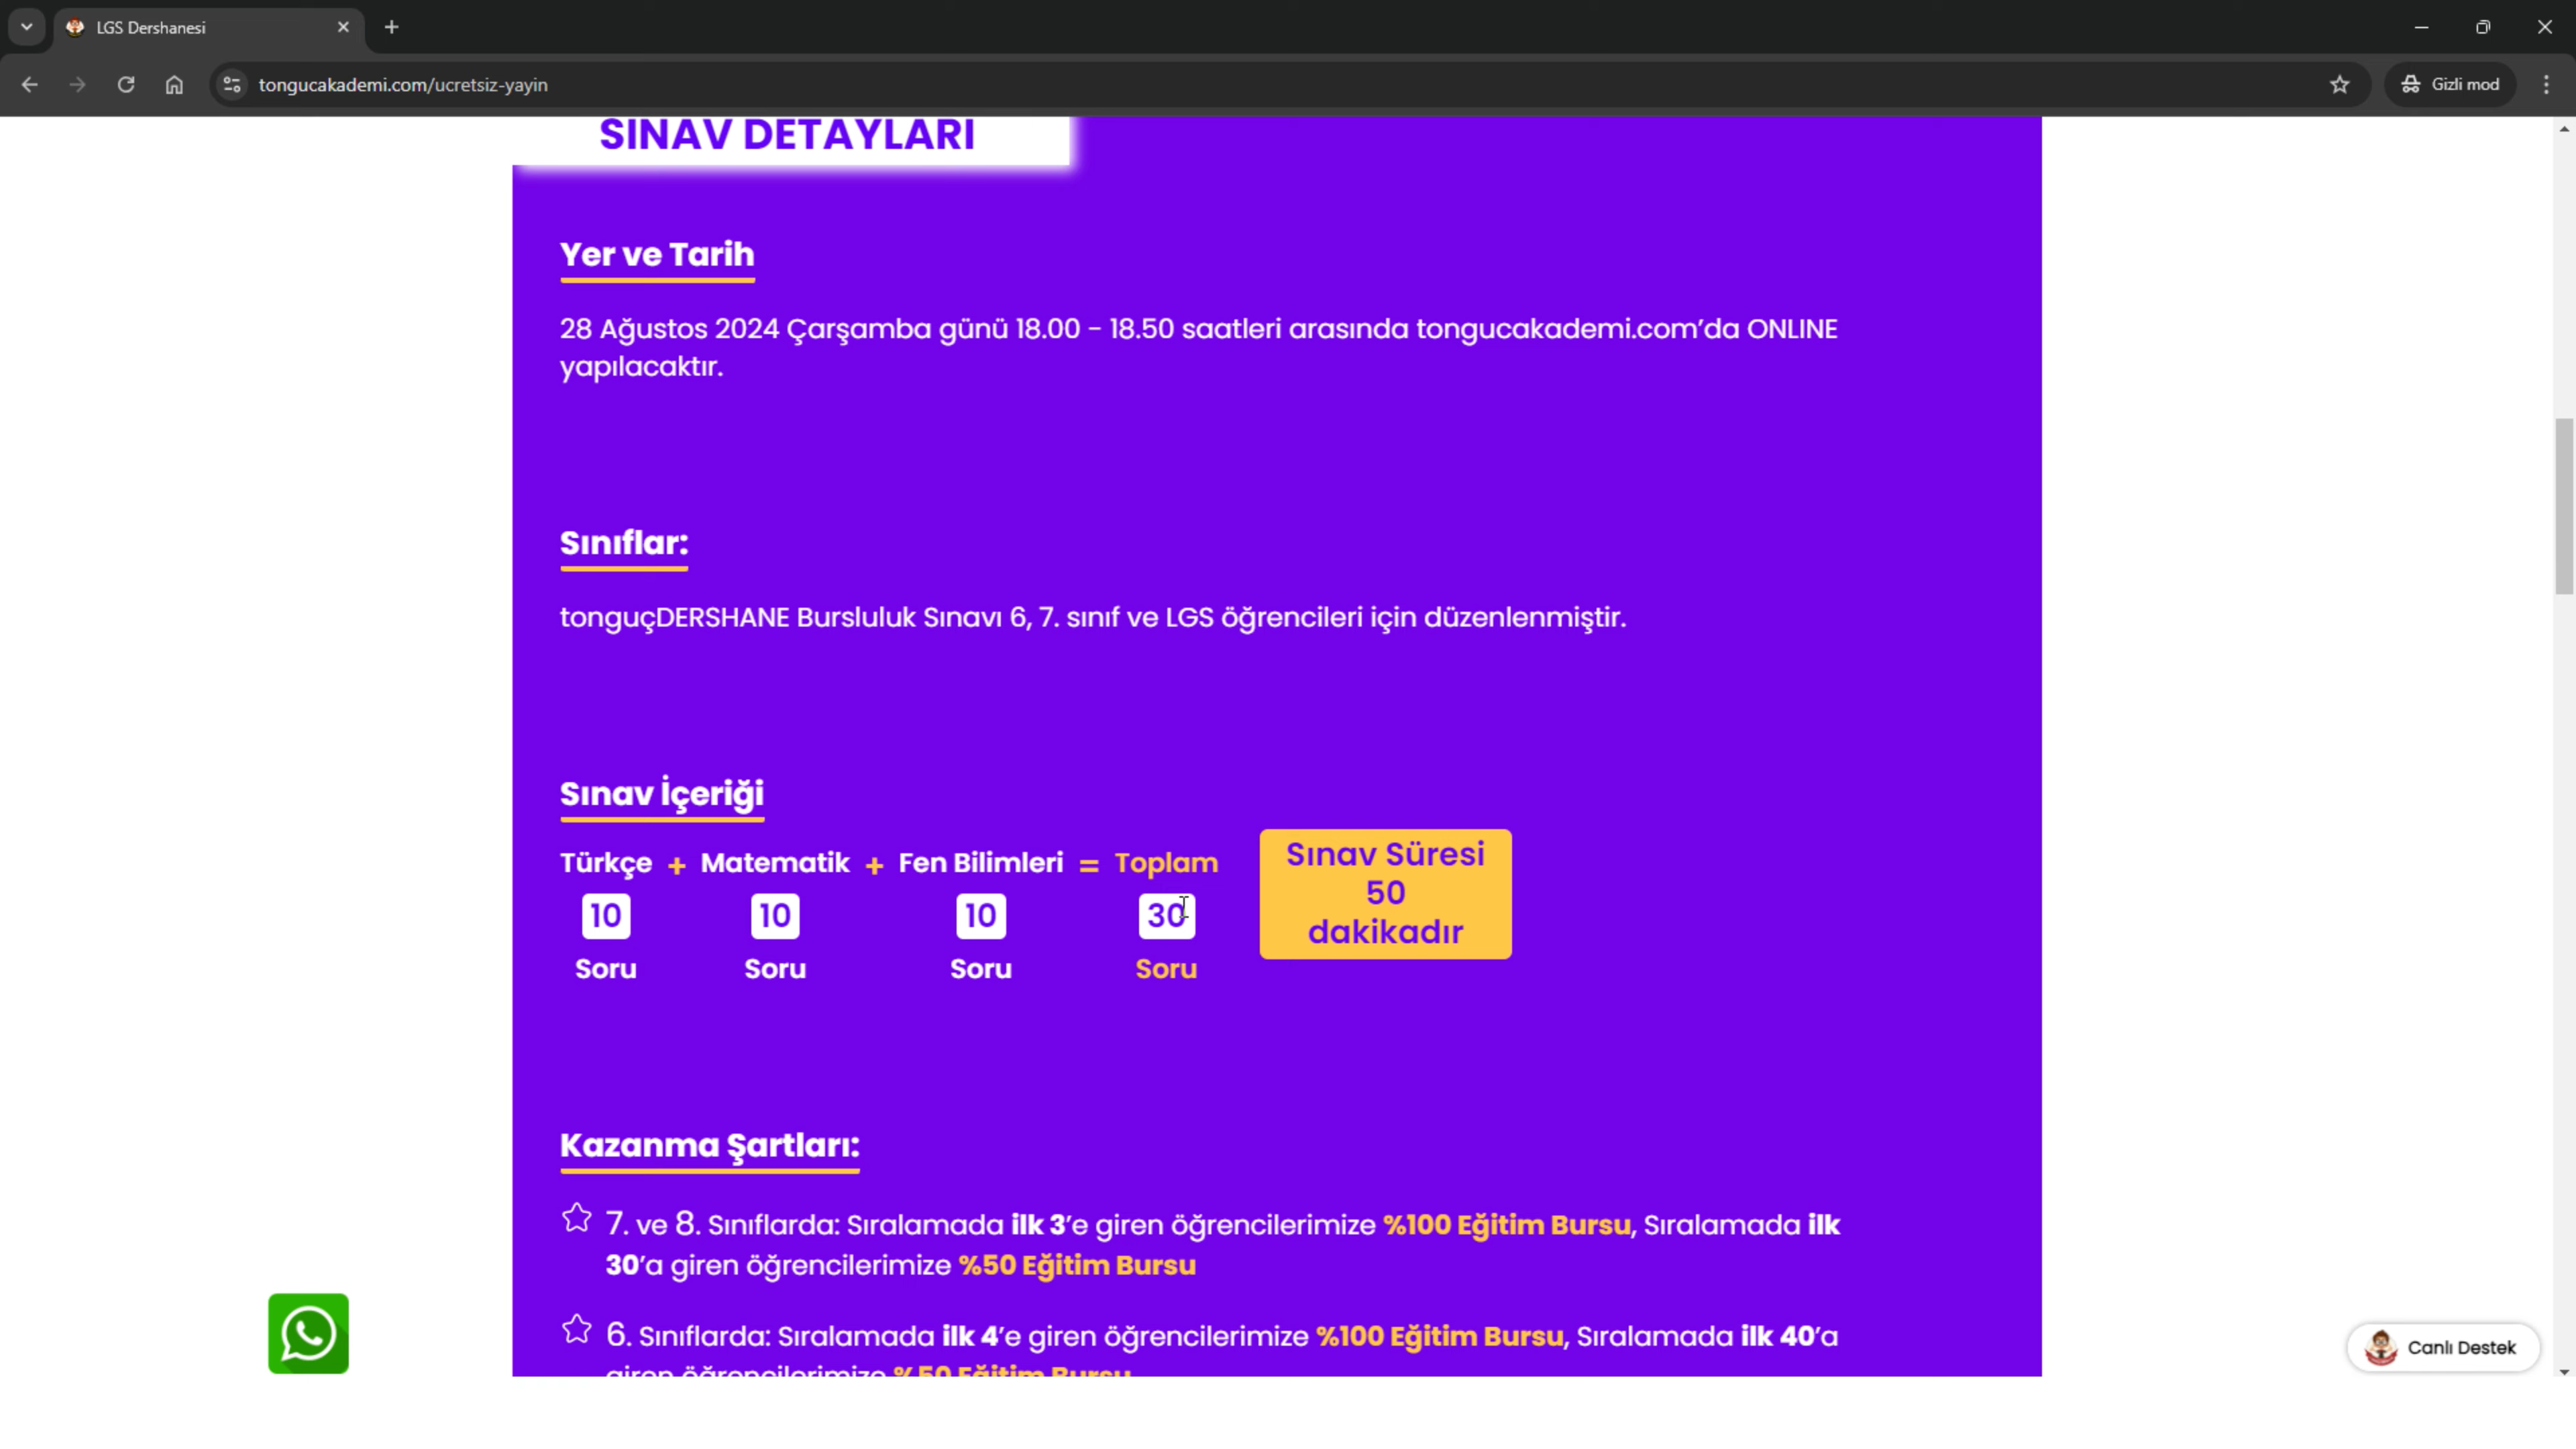 LGS Dershanesi
tongucakademi.com/ucretsiz-yayin
Gizli mod
SINAV DETAYLARI
Yer ve Tarih
28 Ağustos 2024 Çarşamba günü 18.00 - 18.50 saatleri arasında tongucakademi.com'da ONLINE
yapılacaktır.
Sınıflar:
tonguçDERSHANE Bursluluk Sınavı 6, 7. sınıf ve LGS öğrencileri için düzenlenmiştir.
Sınav İçeriği
Türkçe + Matematik + Fen Bilimleri = Toplam
10 10 10 30
Soru Soru Soru Soru
Sınav Süresi
50
dakikadır
Kazanma Şartları:
7. ve 8. Sınıflarda: Sıralamada ilk 3'e giren öğrencilerimize %100 Eğitim Bursu, Sıralamada ilk
30'a giren öğrencilerimize %50 Eğitim Bursu
6. Sınıflarda: Sıralamada ilk 4'e giren öğrencilerimize %100 Eğitim Bursu, Sıralamada ilk 40'a
giren öğrencilerimize %50 Eğitim Bursu
Canlı Destek